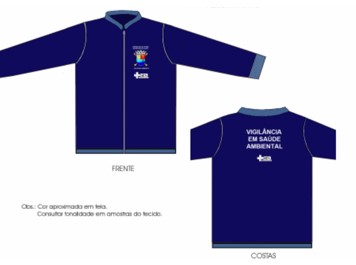 FRENTE
VIGILÂNCIA
EM SAÚDE
AMBIENTAL
Obs.: Cor aproximada em tela.
Consultar tonalidade em amostras do tecido.
COSTAS